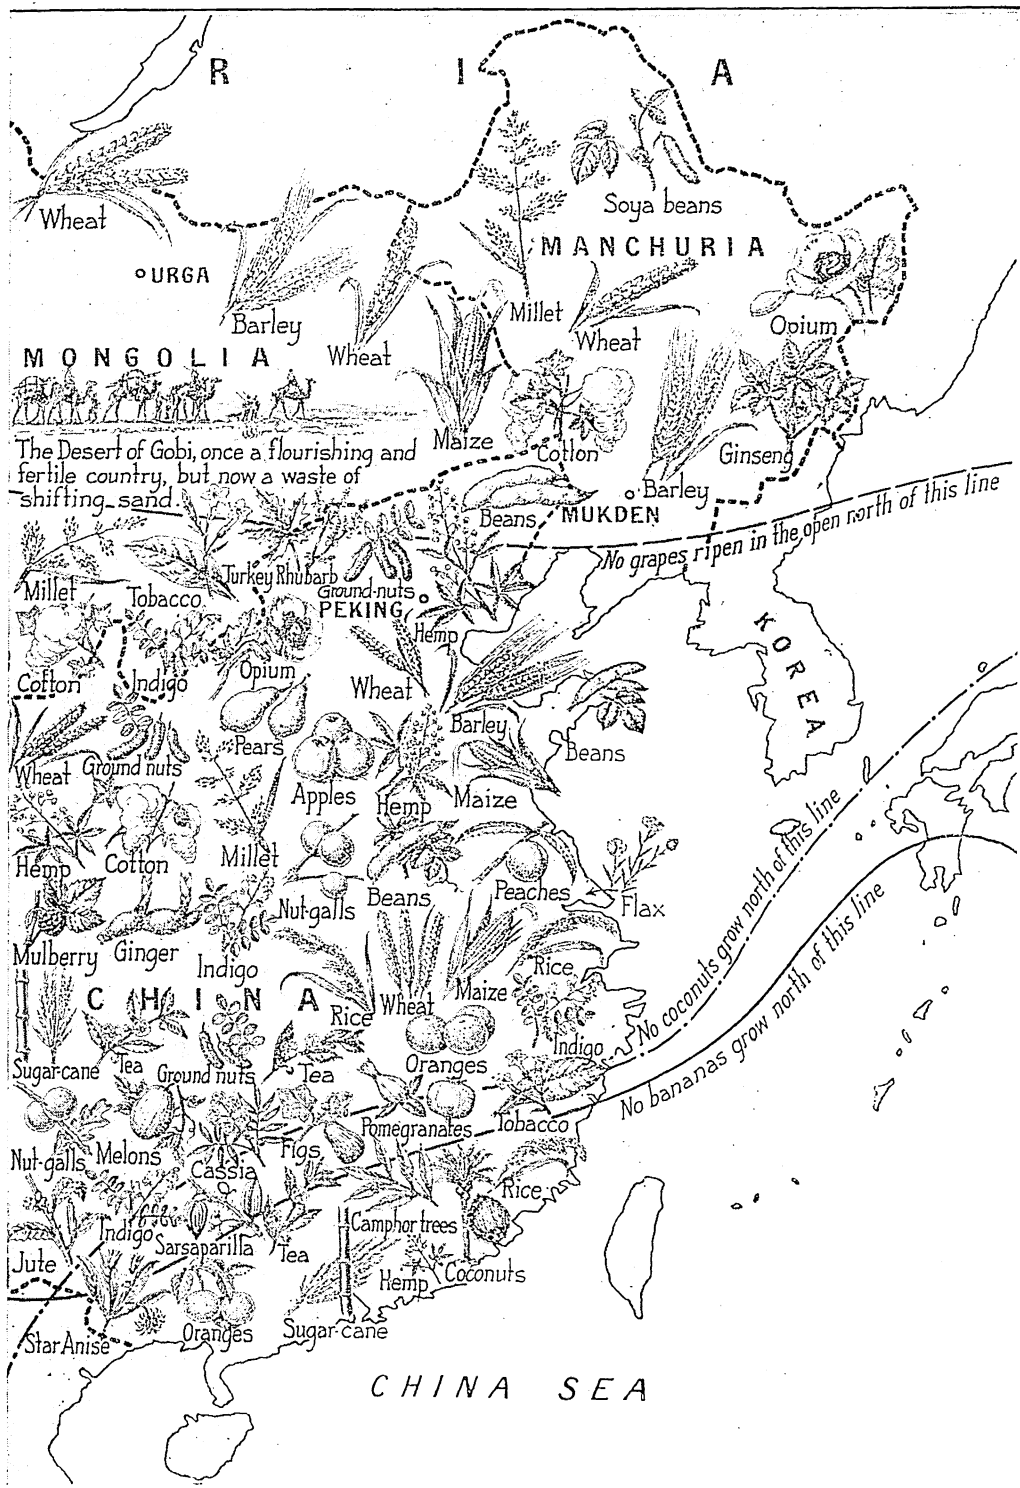 R I A
Wheat
Soya beans
MANCHURIA
URGA
Barley
Wheat
Millet
Wheat
Opium
MONGOLIA
Maize
Cotton
Ginseng
The Desert of Gobi, once a flourishing and
fertile country, but now a waste of
shifting sand.
Beans
MUKDEN
Barley
No grapes ripen in the open north of this line
Millet
Tobacco
Turkey Rhubarb
Ground-nuts
PEKING
Hemp
KOREA
Cotton
Indigo
Opium
Wheat
Pears
Barley
Beans
Wheat
Ground nuts
Apples
Hemp
Maize
Hemp
Cotton
Millet
Nut-galls
Beans
Peaches
Flax
No coconuts grow north of this line
No bananas grow north of this line
Mulberry
Ginger
Indigo
Rice
Wheat
Maize
Rice
CHINA
Indigo
Sugar-cane
Tea
Ground nuts
Tea
Oranges
Nut-galls
Melons
Cassia
Figs
Pomegranates
Tobacco
Rice
Jute
Indigo
Sarsaparilla
Tea
Camphor trees
Hemp
Coconuts
Star Anise
Oranges
Sugar-cane
CHINA SEA